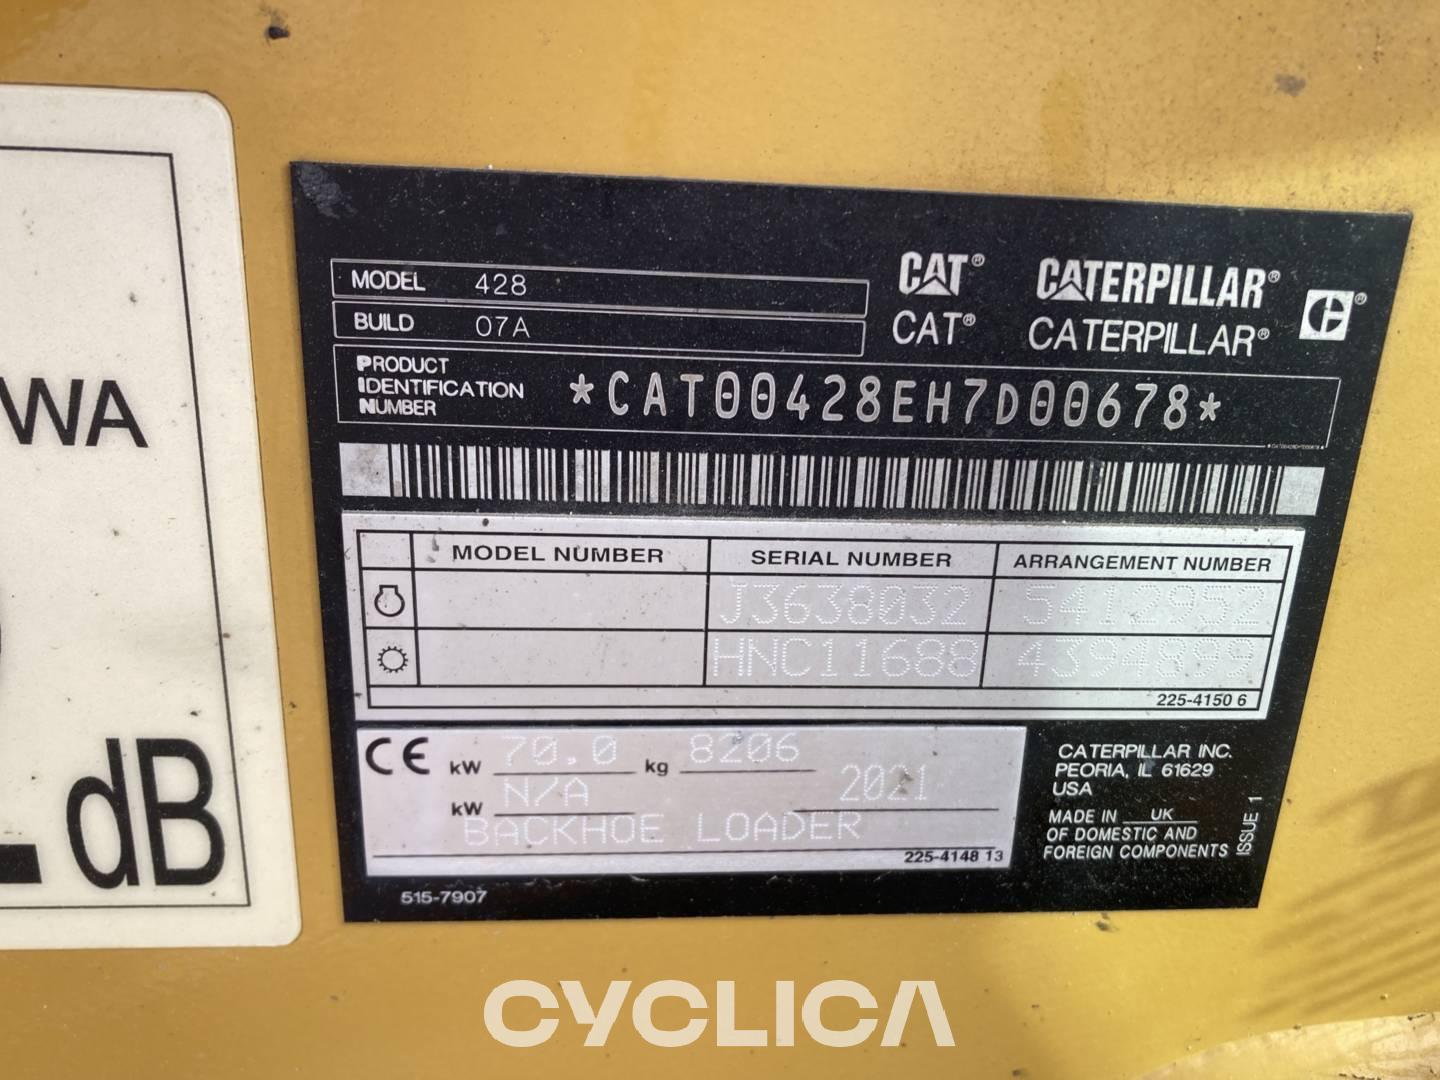 WA
dB
MODEL 428
BUILD 07A
CAT® CATERPILLAR®
CAT® CATERPILLAR®
PRODUCT
IDENTIFICATION
NUMBER
*CAT00428EH7D00678*
MODEL NUMBER SERIAL NUMBER ARRANGEMENT NUMBER
J3638032 5412952
HNC11688 4394899
225-4150 6
CE kW 70.0 kg 8206
kW N/A 2021
BACKHOE LOADER
225-4148 13
515-7907
CATERPILLAR INC.
PEORIA, IL 61629
USA
MADE IN UK
OF DOMESTIC AND
FOREIGN COMPONENTS
ISSUE 1
CYCLICA